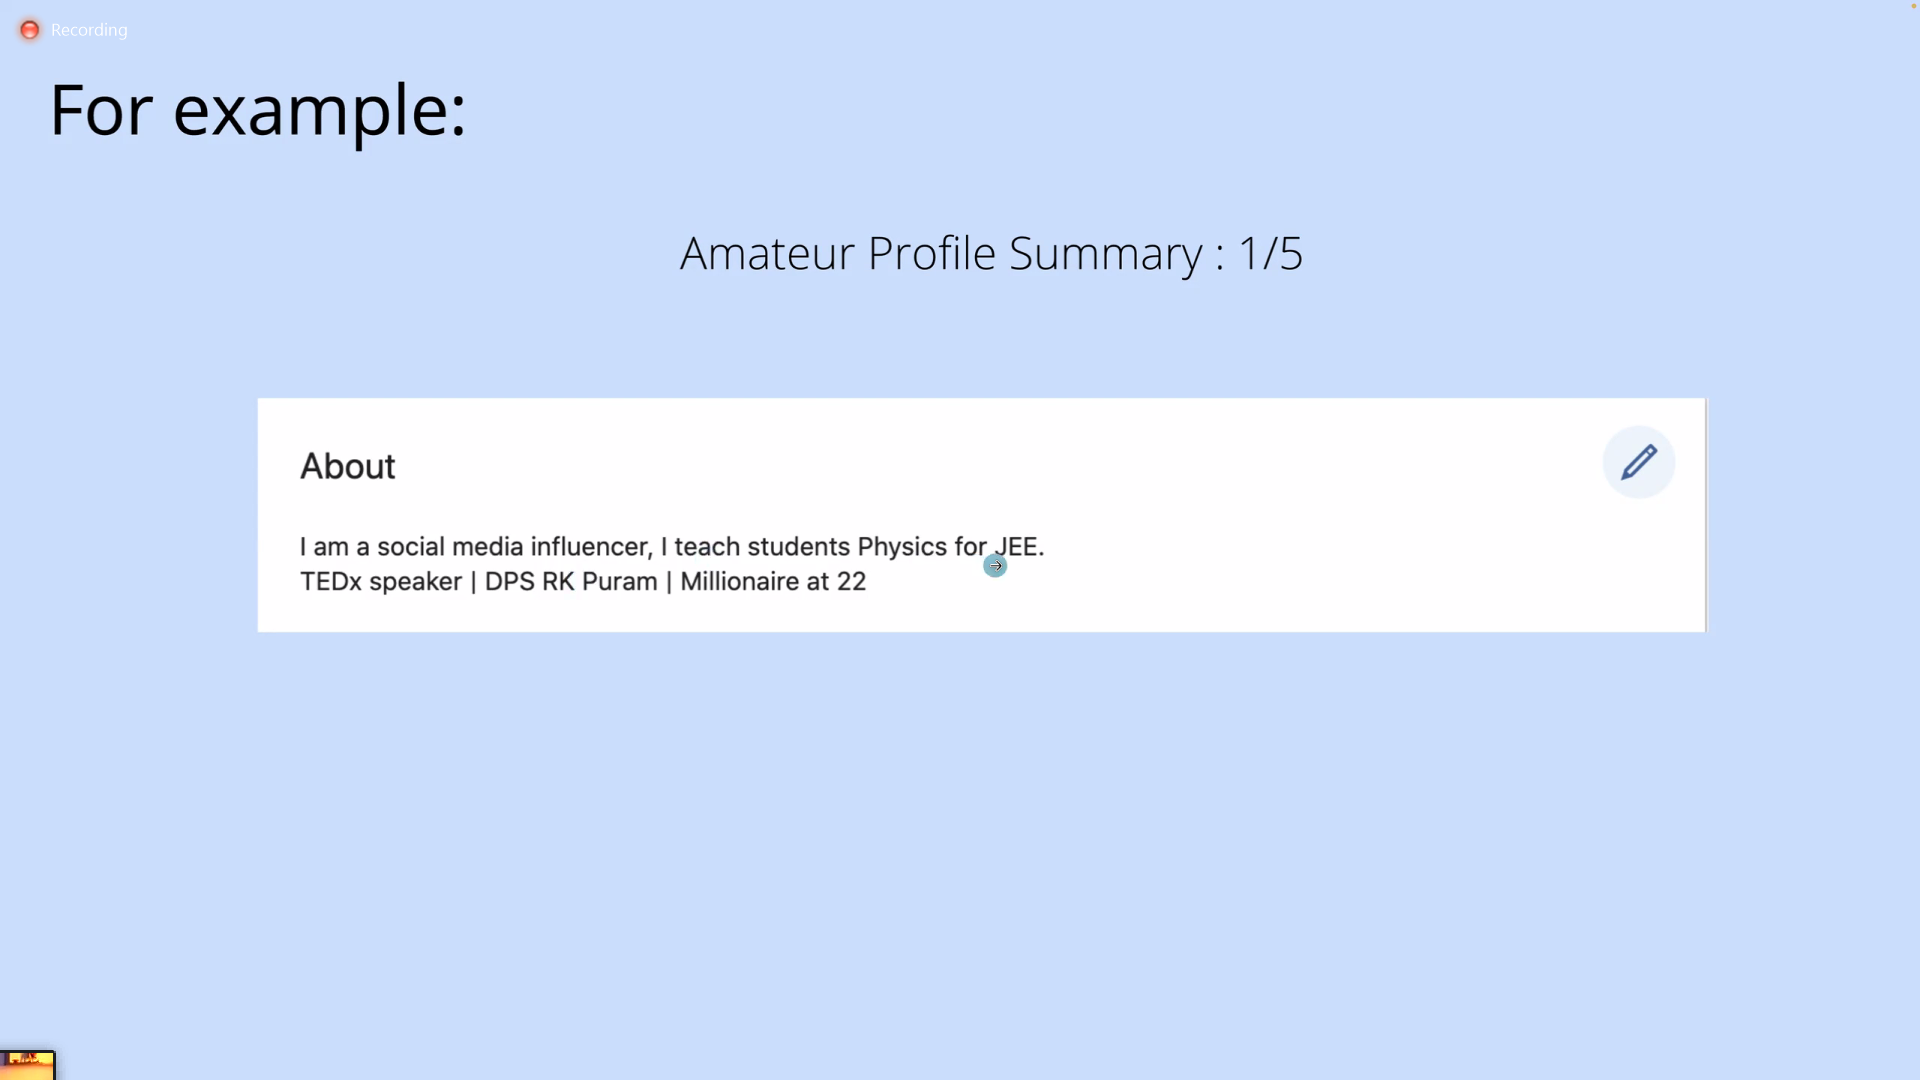 Recording
For example:
Amateur Profile Summary : 1/5
About
I am a social media influencer, I teach students Physics for JEE.
TEDx speaker | DPS RK Puram | Millionaire at 22